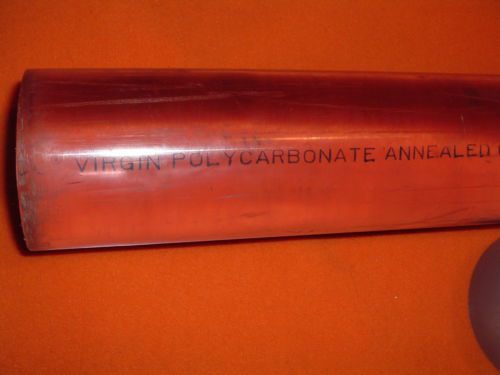 VIRGIN POLYCARBONATE ANNEALED